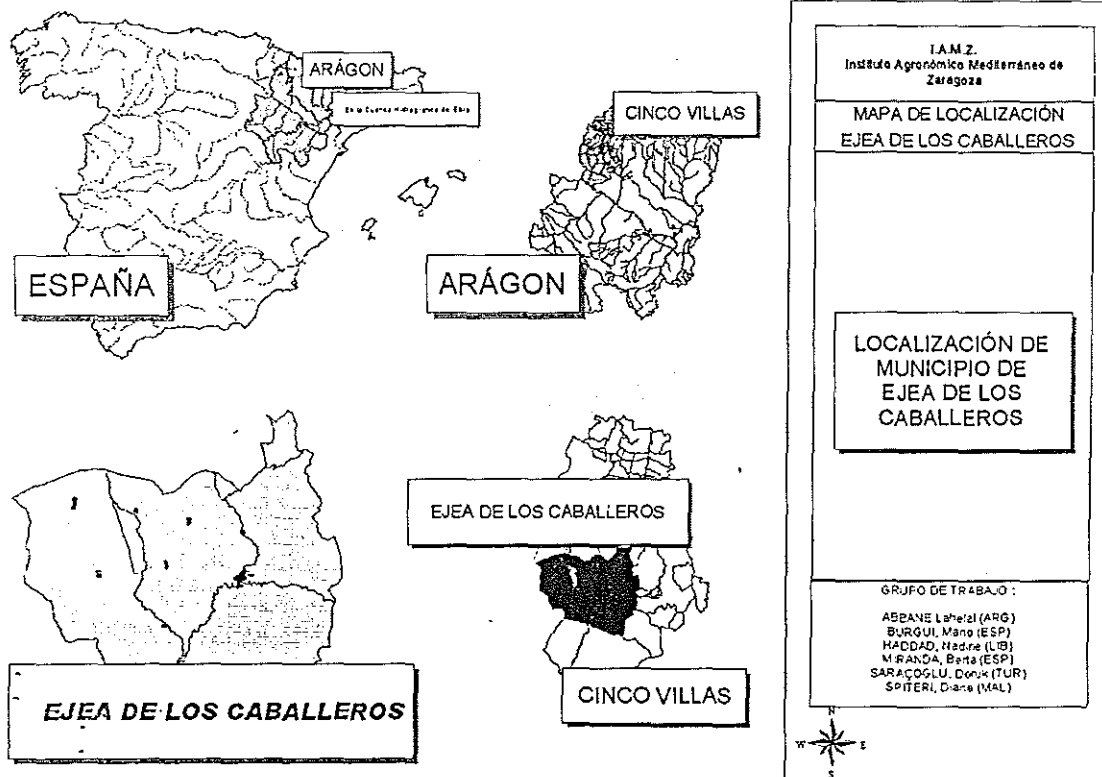 ARÁGON
ESPAÑA
CINCO VILLAS
ARÁGON
EJEA DE LOS CABALLEROS
EJEA DE LOS CABALLEROS
CINCO VILLAS
I.A.M.Z.
Instituto Agronómico Mediterráneo de
Zaragoza
MAPA DE LOCALIZACIÓN
EJEA DE LOS CABALLEROS
LOCALIZACIÓN DE
MUNICIPIO DE
EJEA DE LOS
CABALLEROS
GRUPO DE TRABAJO :
ABBANE (ARG)
BURGUI, Mario (ESP)
HADDAD, Nadine (LIB)
MIRANDA, Berta (ESP)
SARAÇOGLU, Doruk (TUR)
SPITERI, Diane (MAL)
N
W E
S